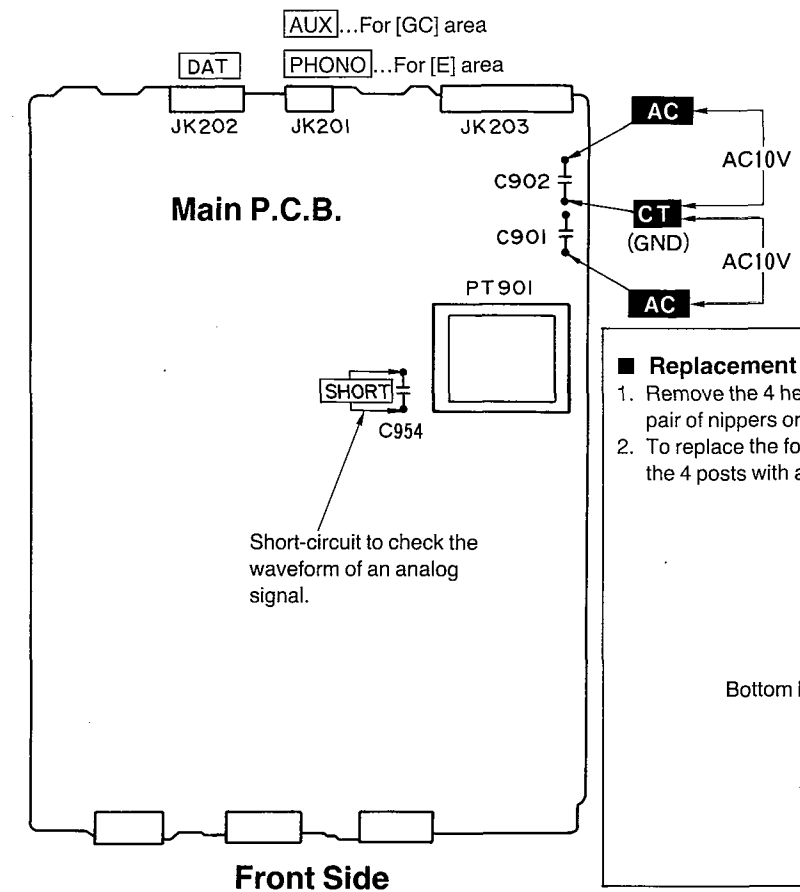 AUX...For [GC] area
DAT
PHONO...For [E] area
JK202
JK201
JK203
AC
AC10V
C902
CT
(GND)
C901
AC10V
AC
Main P.C.B.
PT901
SHORT
C954
Short-circuit to check the
waveform of an analog
signal.
■ Replacement
1. Remove the 4 he
pair of nippers or
2. To replace the fo
the 4 posts with a
Bottom
Front Side